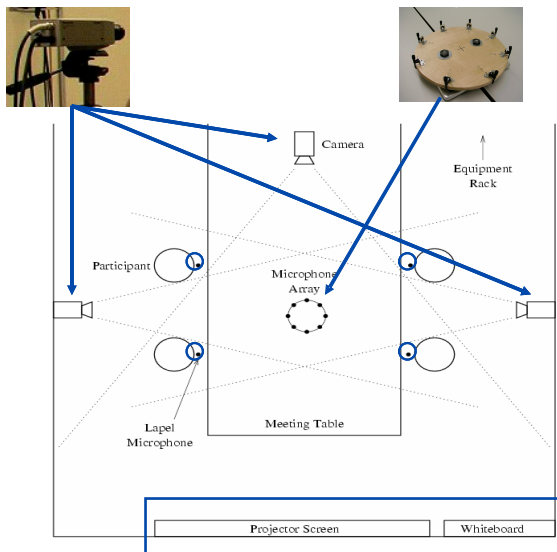 Camera
Equipment
Rack
Participant
Microphone
Array
Lapel
Microphone
Meeting Table
Projector Screen
Whiteboard